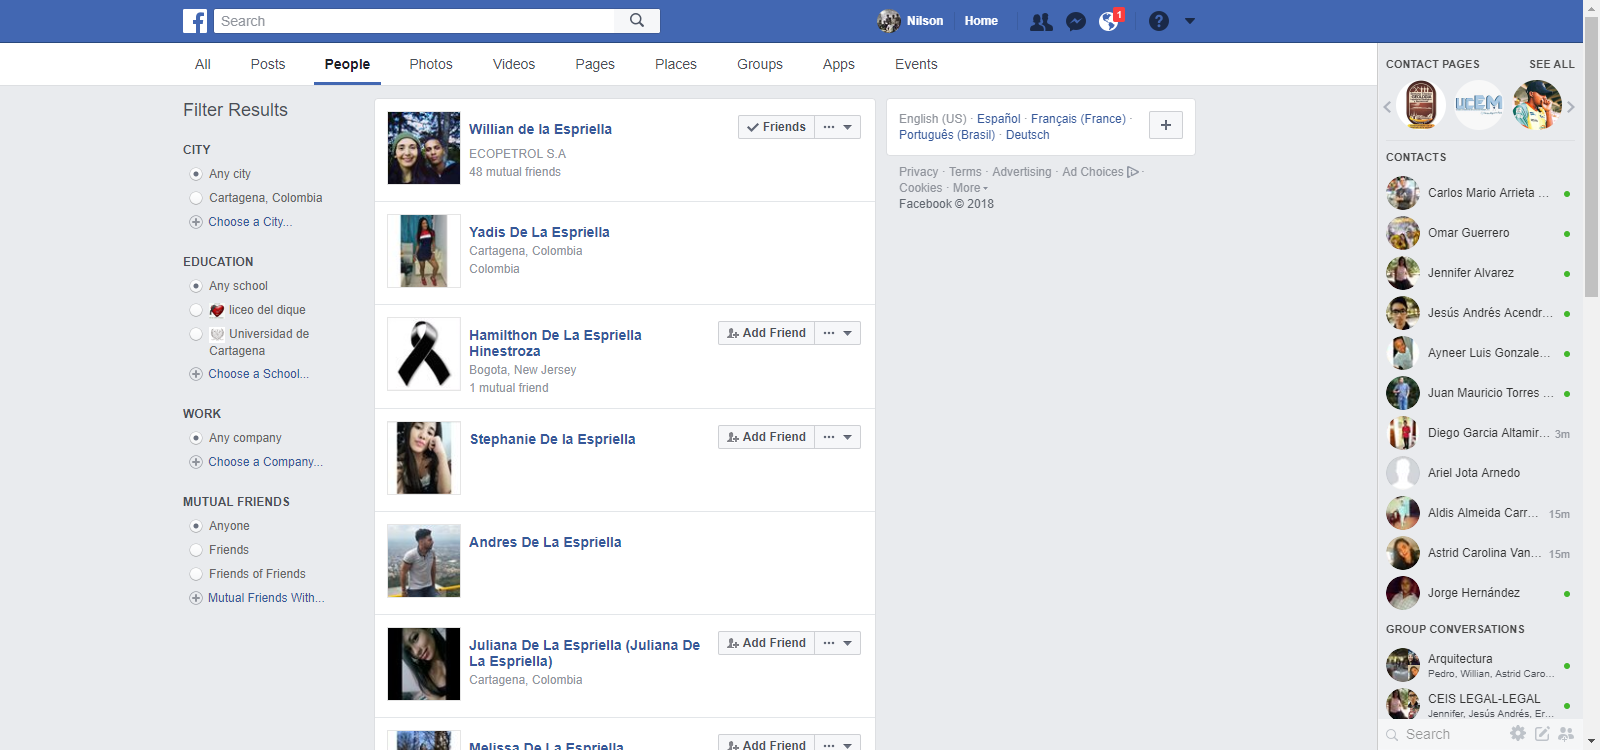 Search
Nilson
Home
1
All
Posts
People
Photos
Videos
Pages
Places
Groups
Apps
Events
Filter Results
CITY
Any city
Cartagena, Colombia
Choose a City...
EDUCATION
Any school
liceo del dique
Universidad de
Cartagena
Choose a School...
WORK
Any company
Choose a Company...
MUTUAL FRIENDS
Anyone
Friends
Friends of Friends
Mutual Friends With...
Willian de la Espriella
ECOPETROL S.A
48 mutual friends
Friends
Yadis De La Espriella
Cartagena, Colombia
Colombia
Hamilthon De La Espriella
Hinestroza
Bogota, New Jersey
1 mutual friend
Add Friend
Stephanie De la Espriella
Add Friend
Andres De La Espriella
Juliana De La Espriella (Juliana De
La Espriella)
Cartagena, Colombia
Add Friend
Melissa De La Espriella
Add Friend
English (US) · Español · Français (France) ·
Português (Brasil) · Deutsch
Privacy · Terms · Advertising · Ad Choices ·
Cookies · More
Facebook © 2018
CONTACT PAGES
SEE ALL
UCEM
CONTACTS
Carlos Mario Arrieta ...
Omar Guerrero
Jennifer Alvarez
Jesús Andrés Acendr...
Ayneer Luis Gonzale...
Juan Mauricio Torres ...
Diego Garcia Altamir... 3m
Ariel Jota Arnedo
Aldis Almeida Carr... 15m
Astrid Carolina Van... 15m
Jorge Hernández
GROUP CONVERSATIONS
Arquitectura
Pedro, Willian, Astrid Caro...
CEIS LEGAL-LEGAL
Jennifer, Jesús Andrés, Er...
Search